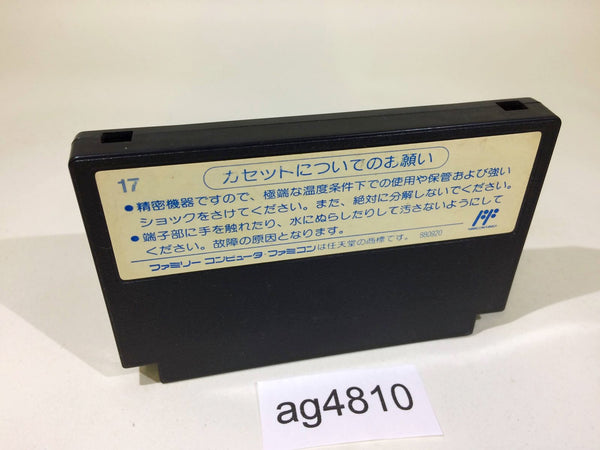 カセットについてのお願い
17
●精密機器ですので、極端な温度条件下での使用や保管および強い
ショックをさけてください。また、絶対に分解しないでください。
●端子部に手を触れたり、水にぬらしたりして汚さないようにして
ください。故障の原因となります。
ファミリーコンピュータ・ファミコンは任天堂の商標です。 880920
ag4810